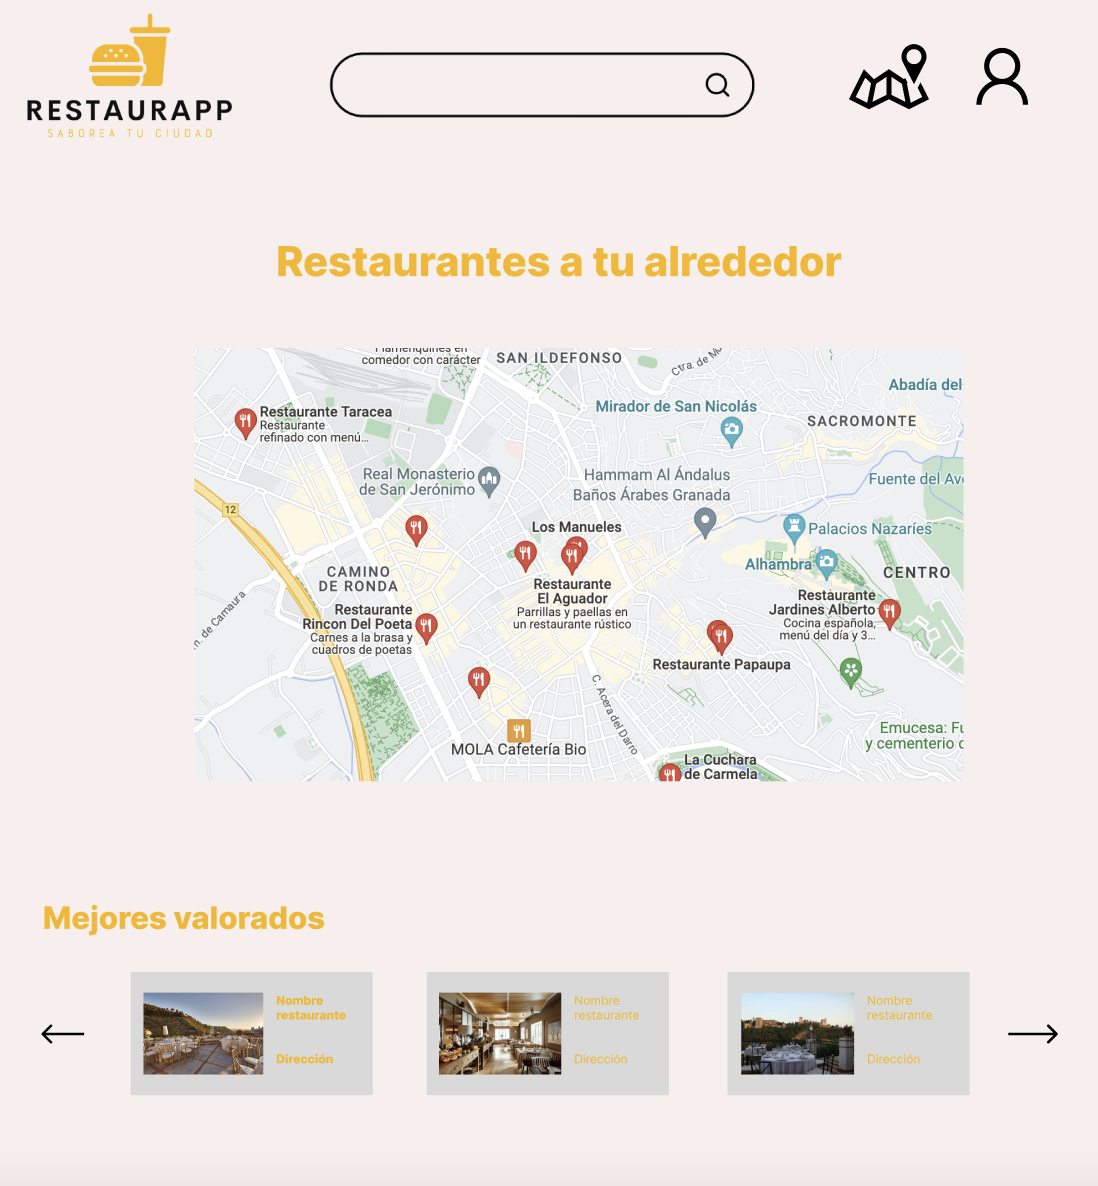 RESTAURAPP
SABOREA TU CIUDAD
Restaurantes a tu alrededor
comedor con carácter
SAN ILDEFONSO
Ctra. de
Abadía del
Restaurante Taracea
Restaurante
refinado con menú...
Mirador de San Nicolás
SACROMONTE
Real Monasterio
de San Jerónimo
Hammam Al Ándalus
Baños Árabes Granada
Fuente del
12
Los Manueles
Palacios Nazaríes
Alhambra
CENTRO
CAMINO
DE RONDA
Restaurante
El Aguador
Parrillas y paellas en
un restaurante rústico
Restaurante
Jardines Alberto
Cocina española,
menú del día y 3...
de Camaura
Restaurante
Rincon Del Poeta
Carnes a la brasa y
cuadros de poetas
Restaurante Papaupa
C. Acera del Darro
MOLA Cafetería Bio
Emucesa:
y cementerio
La Cuchara
de Carmela
Mejores valorados
Nombre
restaurante
Dirección
Nombre
restaurante
Dirección
Nombre
restaurante
Dirección